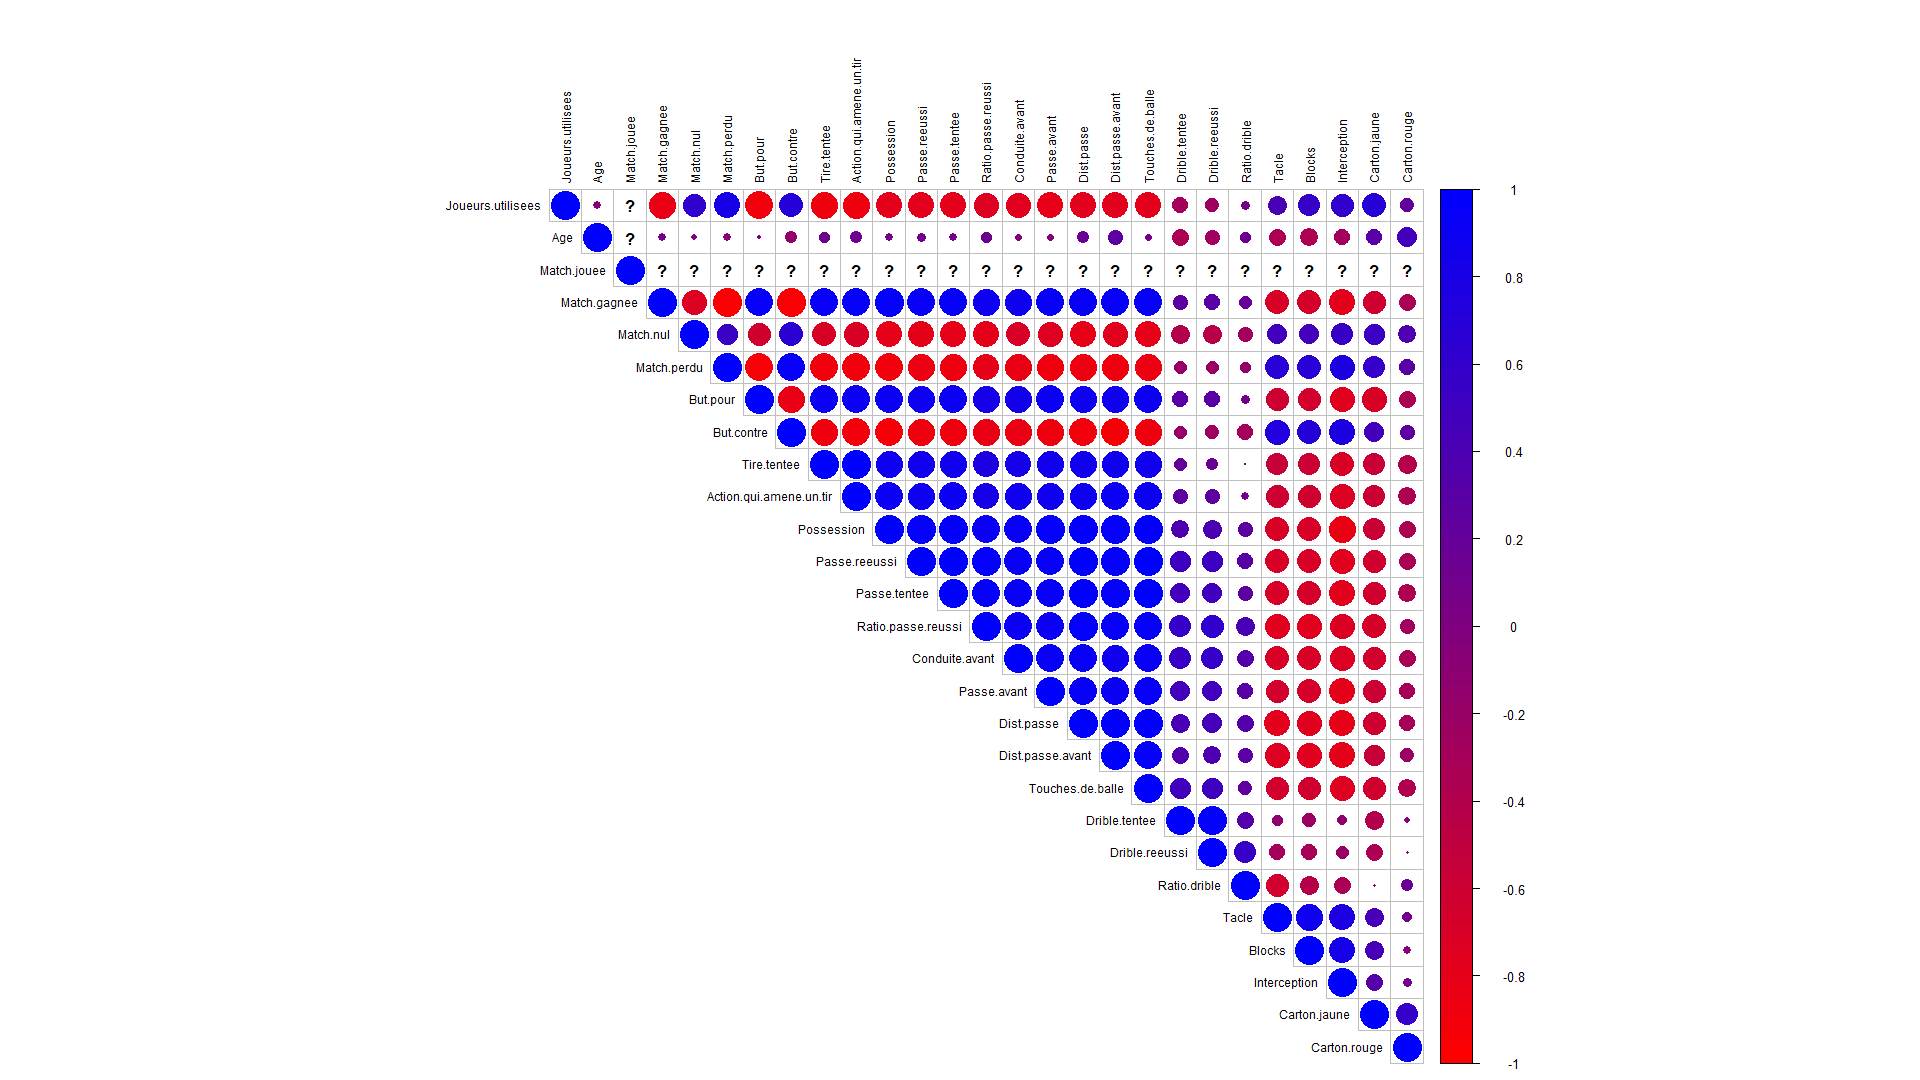 Joueurs.utilisees
Age
Match.jouee
Match.gagnee
Match.nul
Match.perdu
But.pour
But.contre
Tire.tentee
Action.qui.amene.un.tir
Possession
Passe.reeussi
Passe.tentee
Ratio.passe.reussi
Conduite.avant
Passe.avant
Dist.passe
Dist.passe.avant
Touches.de.balle
Drible.tentee
Drible.reeussi
Ratio.drible
Tacle
Blocks
Interception
Carton.jaune
Carton.rouge
Joueurs.utilisees ?
Age ?
Match.jouee ? ? ? ? ? ? ? ? ? ? ? ? ? ? ? ? ? ? ? ? ? ? ? ?
Match.gagnee
Match.nul
Match.perdu
But.pour
But.contre
Tire.tentee
Action.qui.amene.un.tir
Possession
Passe.reeussi
Passe.tentee
Ratio.passe.reussi
Conduite.avant
Passe.avant
Dist.passe
Dist.passe.avant
Touches.de.balle
Drible.tentee
Drible.reeussi
Ratio.drible
Tacle
Blocks
Interception
Carton.jaune
Carton.rouge
1
0.8
0.6
0.4
0.2
0
-0.2
-0.4
-0.6
-0.8
-1